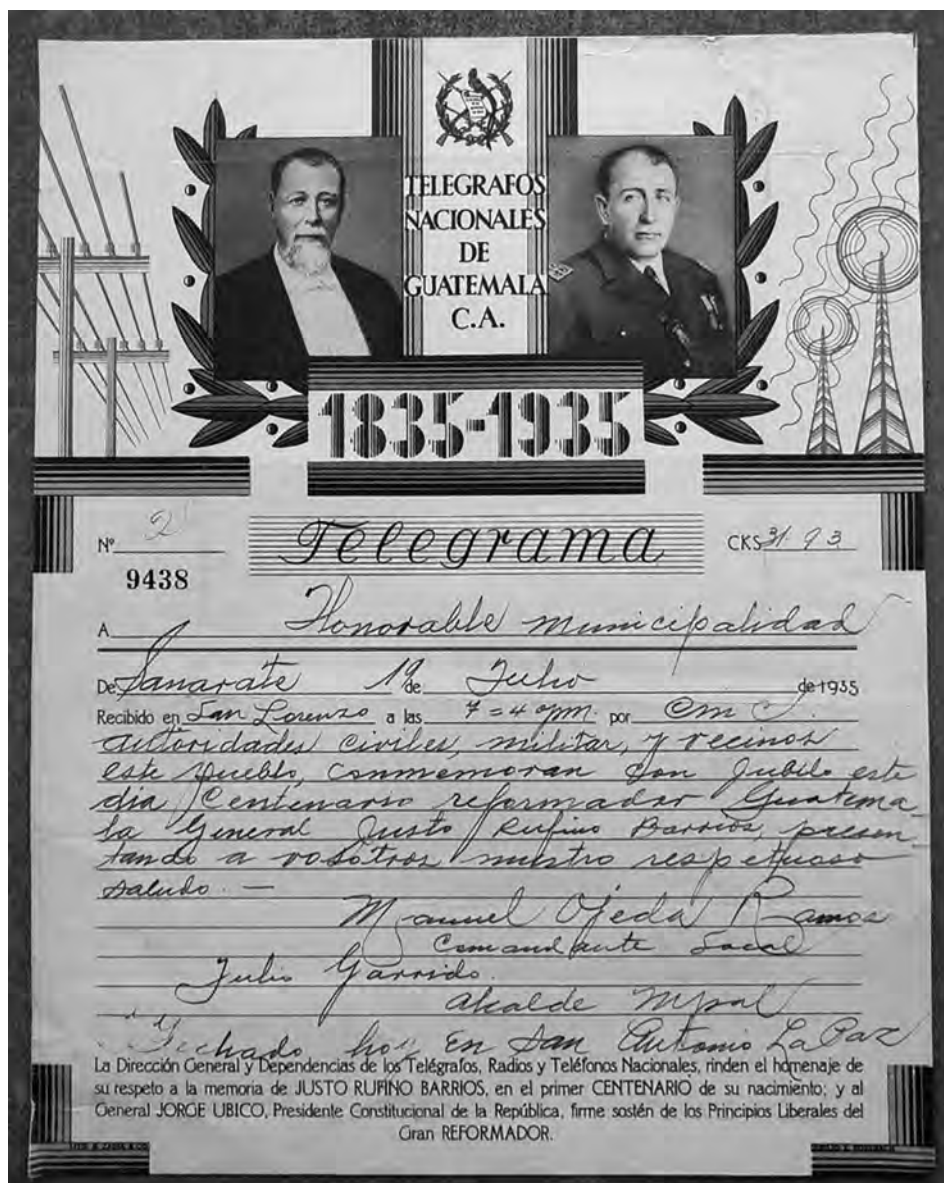 TELEGRAFOS
NACIONALES
DE
GUATEMALA
C.A.
1835-1935
Nº 2
Telegrama
CKS 31-93
9438
A Honorable municipalidad
De Sanarate 19 de Julio de 1935
Recibido en San Lorenzo a las 7=40pm. por
autoridades civiles, militar, y vecinos
este pueblo, conmemoran con jubilo este
dia Centenario reformador Guatema
la General Justo Rufino Barrios, presen
tando a vosotros nuestro respetuoso
saludo. —
Manuel Ojeda Ramos
Comandante Local
Julio Garrido.
Alcalde Mpal
Fechado hoy En San Antonio La Paz
La Dirección General y Dependencias de los Telégrafos, Radios y Teléfonos Nacionales, rinden el homenaje de
su respeto a la memoria de JUSTO RUFINO BARRIOS, en el primer CENTENARIO de su nacimiento; y al
General JORGE UBICO, Presidente Constitucional de la República, firme sostén de los Principios Liberales del
Gran REFORMADOR.